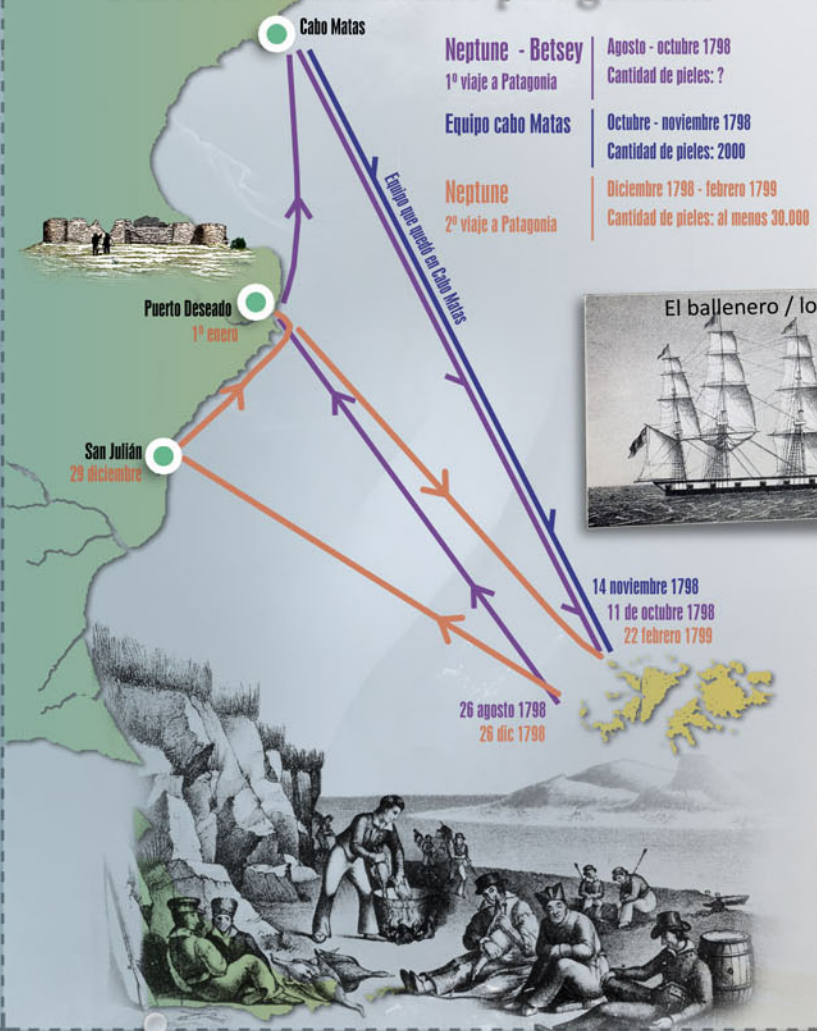 Cabo Matas
Neptune - Betsey
1º viaje a Patagonia
Agosto - octubre 1798
Cantidad de pieles: ?
Equipo cabo Matas
Octubre - noviembre 1798
Cantidad de pieles: 2000
Neptune
2º viaje a Patagonia
Diciembre 1798 - febrero 1799
Cantidad de pieles: al menos 30.000
Equipo que quedó en Cabo Matas
Puerto Deseado
1º enero
El ballenero / lo
San Julián
29 diciembre
14 noviembre 1798
11 de octubre 1798
22 febrero 1799
26 agosto 1798
26 dic 1798